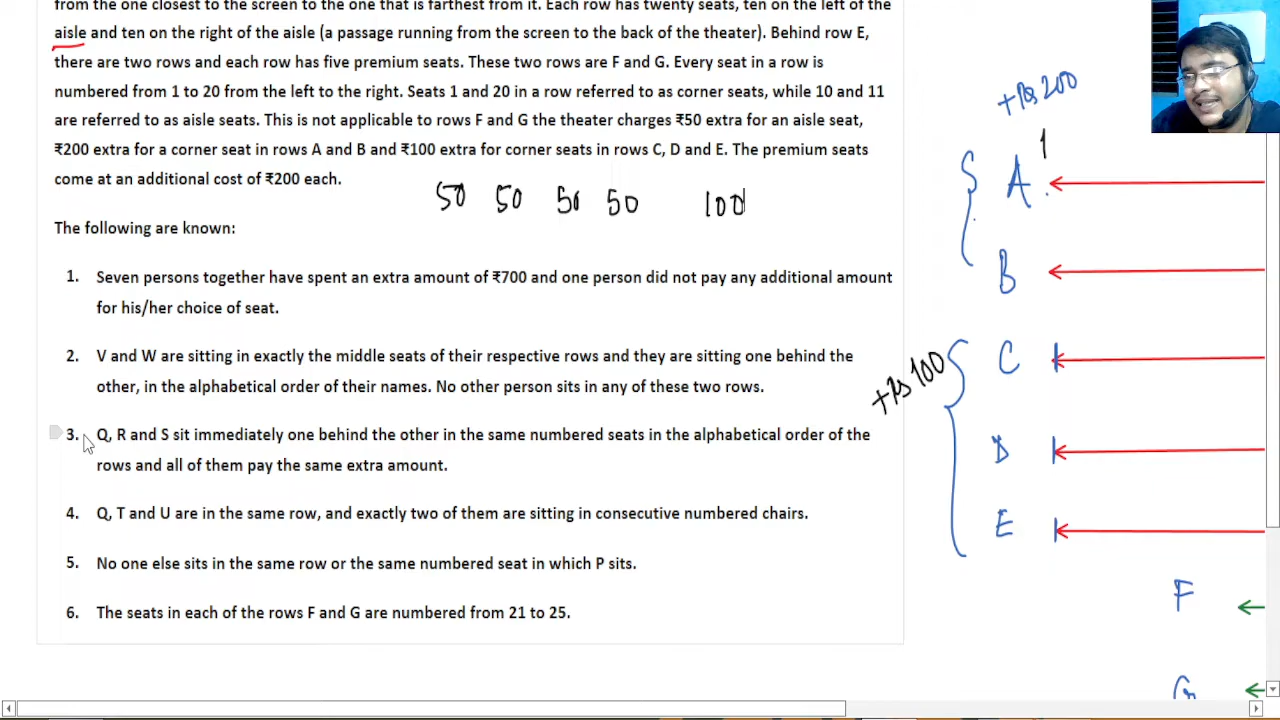 from the one closest to the screen to the one that is farthest from it. Each row has twenty seats, ten on the left of the
aisle and ten on the right of the aisle (a passage running from the screen to the back of the theater). Behind row E,
there are two rows and each row has five premium seats. These two rows are F and G. Every seat in a row is
numbered from 1 to 20 from the left to the right. Seats 1 and 20 in a row referred to as corner seats, while 10 and 11
are referred to as aisle seats. This is not applicable to rows F and G the theater charges ₹50 extra for an aisle seat,
₹200 extra for a corner seat in rows A and B and ₹100 extra for corner seats in rows C, D and E. The premium seats
come at an additional cost of ₹200 each.
50 50 50 50 100
The following are known:
1. Seven persons together have spent an extra amount of ₹700 and one person did not pay any additional amount
for his/her choice of seat.
2. V and W are sitting in exactly the middle seats of their respective rows and they are sitting one behind the
other, in the alphabetical order of their names. No other person sits in any of these two rows.
3. Q, R and S sit immediately one behind the other in the same numbered seats in the alphabetical order of the
rows and all of them pay the same extra amount.
4. Q, T and U are in the same row, and exactly two of them are sitting in consecutive numbered chairs.
5. No one else sits in the same row or the same numbered seat in which P sits.
6. The seats in each of the rows F and G are numbered from 21 to 25.
+Rs 200
1
A
B
+Rs 100
C
D
E
F
G